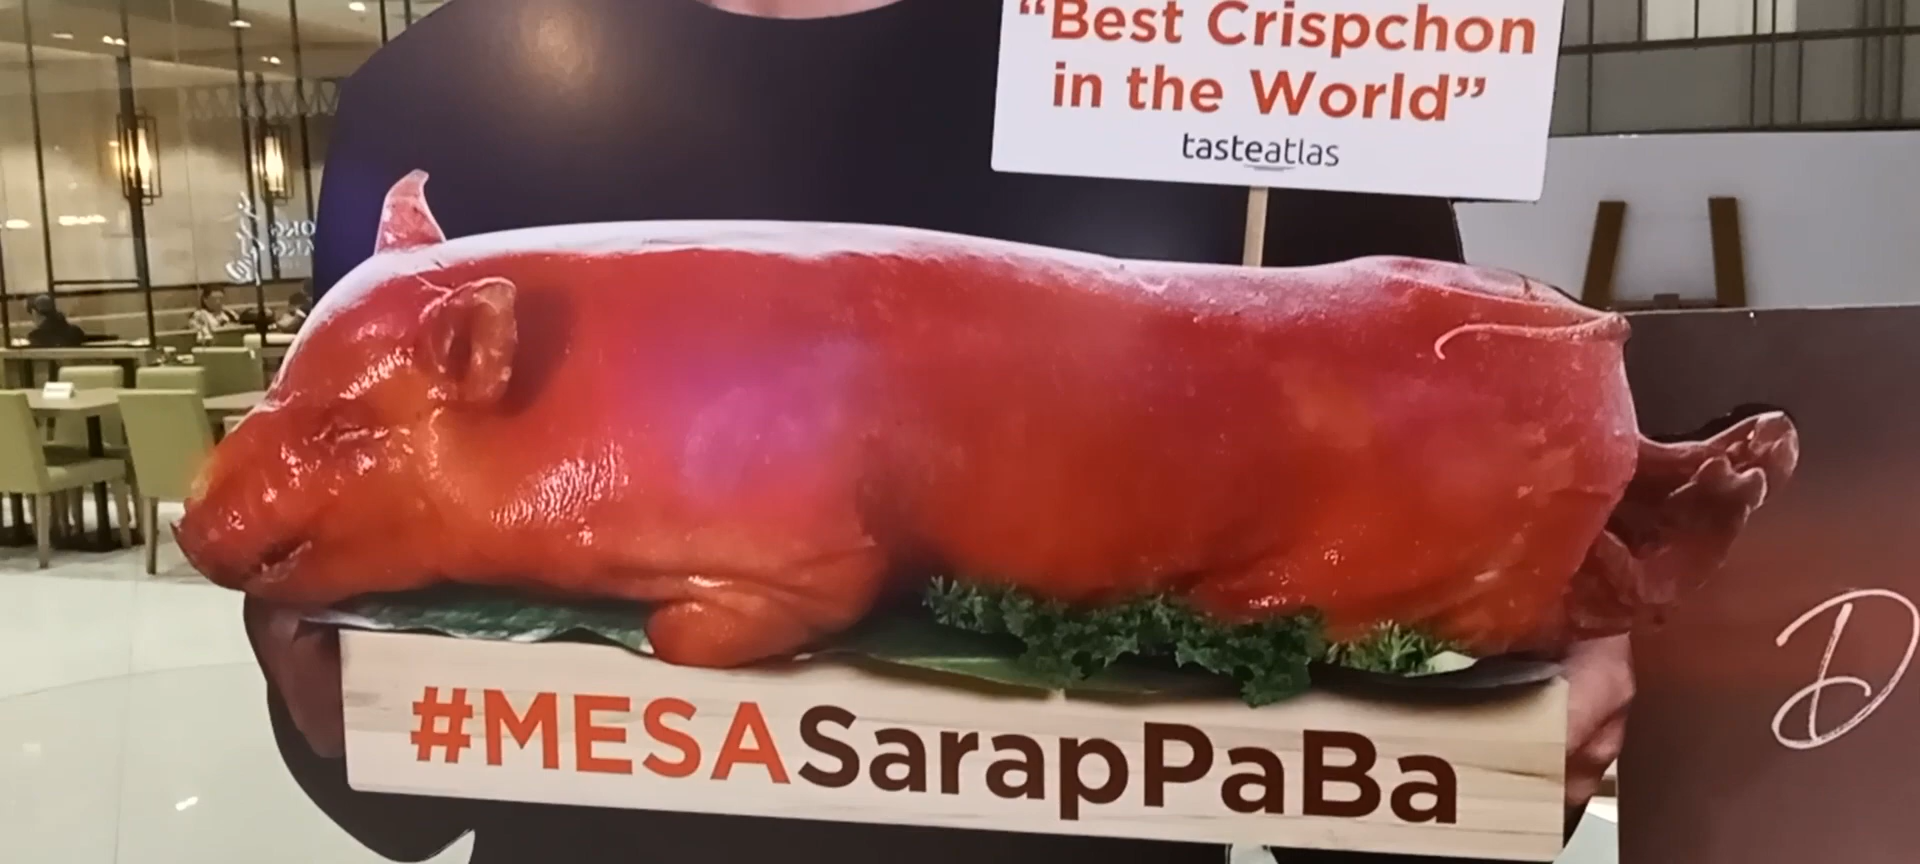 “Best Crispchon
in the World”
tasteatlas
#MESASarapPaBa
D